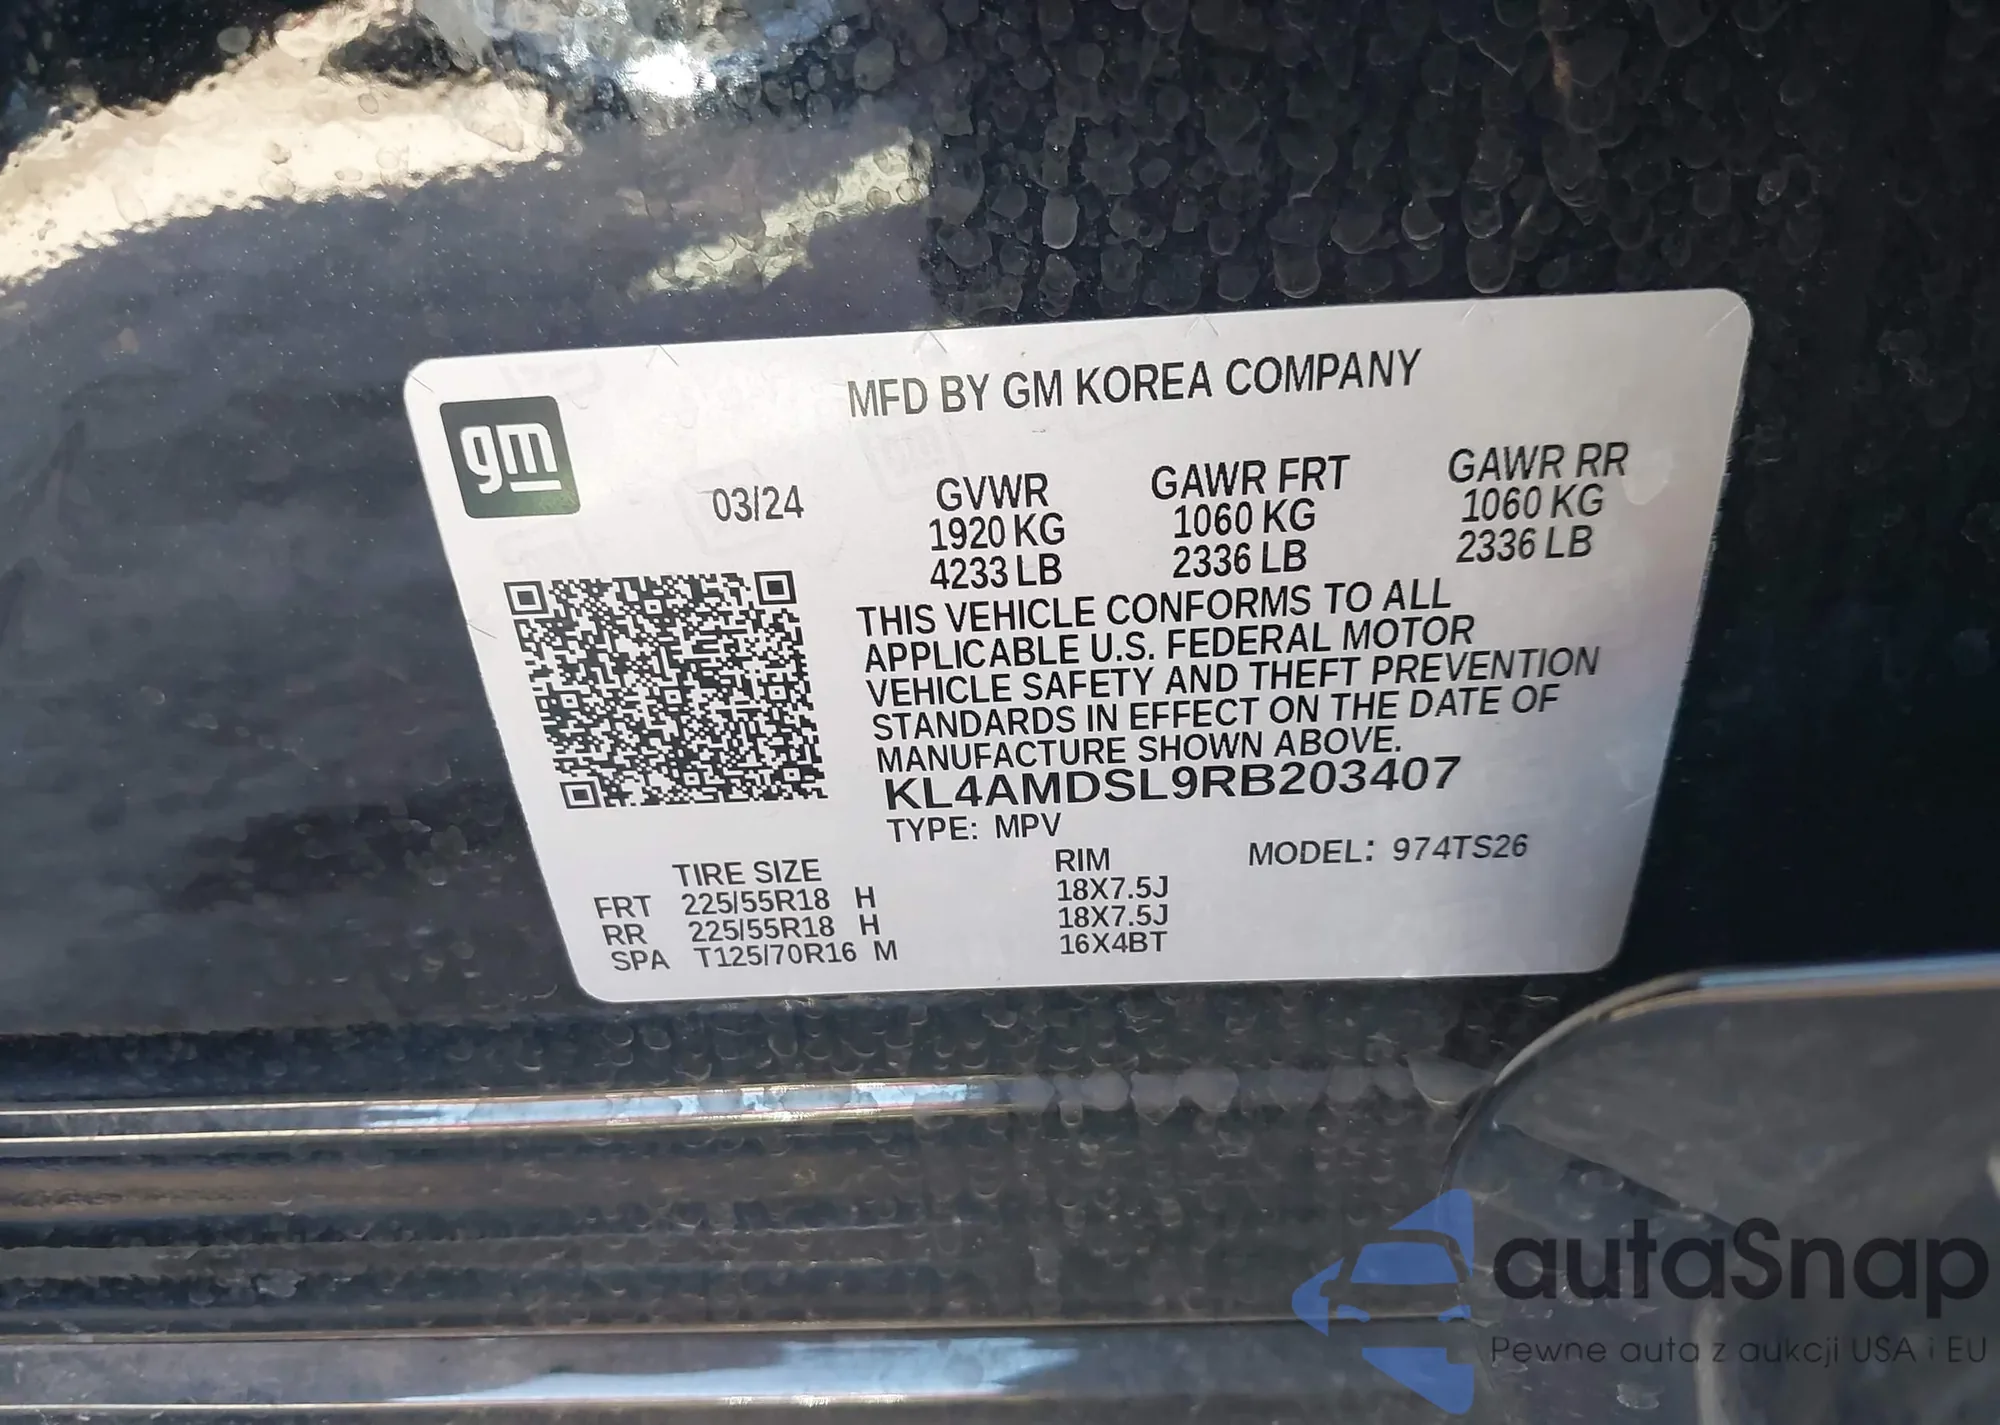 gm
MFD BY GM KOREA COMPANY
03/24
GVWR GAWR FRT GAWR RR
1920 KG 1060 KG 1060 KG
4233 LB 2336 LB 2336 LB
THIS VEHICLE CONFORMS TO ALL
APPLICABLE U.S. FEDERAL MOTOR
VEHICLE SAFETY AND THEFT PREVENTION
STANDARDS IN EFFECT ON THE DATE OF
MANUFACTURE SHOWN ABOVE.
KL4AMDSL9RB203407
TYPE: MPV
MODEL: 974TS26
TIRE SIZE RIM
FRT 225/55R18 H 18X7.5J
RR 225/55R18 H 18X7.5J
SPA T125/70R16 M 16X4BT
autaSnap
Pewne auta z aukcji USA i EU